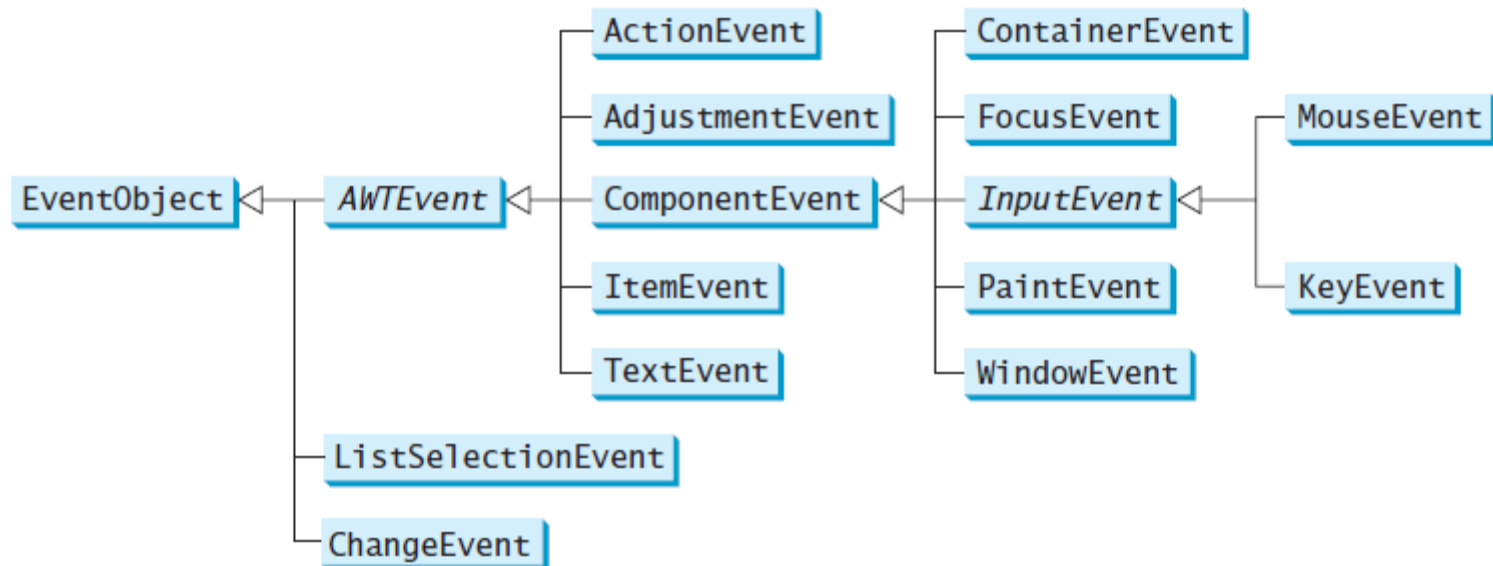 ActionEvent
ContainerEvent
AdjustmentEvent
FocusEvent
MouseEvent
EventObject
AWTEvent
ComponentEvent
InputEvent
ItemEvent
PaintEvent
KeyEvent
TextEvent
WindowEvent
ListSelectionEvent
ChangeEvent